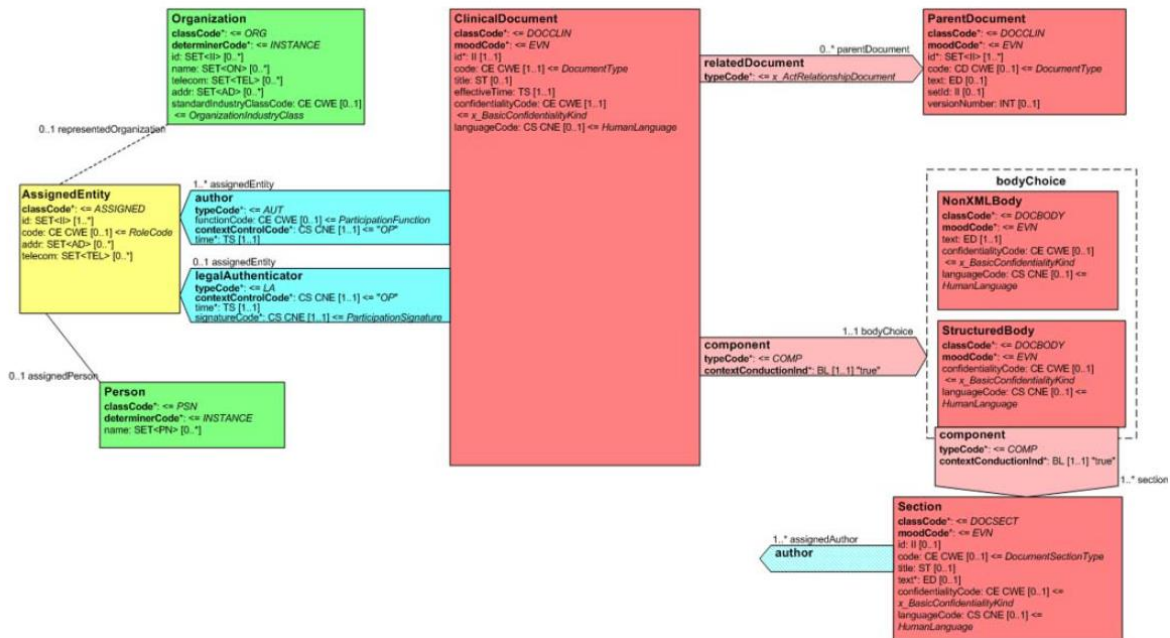 Organization
classCode*: <= ORG
determinerCode*: <= INSTANCE
id: SET<II> [0..*]
name: SET<ON> [0..*]
telecom: SET<TEL> [0..*]
addr: SET<AD> [0..*]
standardIndustryClassCode: CE CWE [0..1]
<= OrganizationIndustryClass
0..1 representedOrganization
AssignedEntity
classCode*: <= ASSIGNED
id: SET<II> [1..*]
code: CE CWE [0..1] <= RoleCode
addr: SET<AD> [0..*]
telecom: SET<TEL> [0..*]
0..1 assignedPerson
Person
classCode*: <= PSN
determinerCode*: <= INSTANCE
name: SET<PN> [0..*]
1..* assignedEntity
author
typeCode*: <= AUT
functionCode: CE CWE [0..1] <= ParticipationFunction
contextControlCode*: CS CNE [1..1] <= "OP"
time*: TS [1..1]
0..1 assignedEntity
legalAuthenticator
typeCode*: <= LA
contextControlCode*: CS CNE [1..1] <= "OP"
time*: TS [1..1]
signatureCode*: CS CNE [1..1] <= ParticipationSignature
ClinicalDocument
classCode*: <= DOCCLIN
moodCode*: <= EVN
id*: II [1..1]
code: CE CWE [1..1] <= DocumentType
title: ST [0..1]
effectiveTime: TS [1..1]
confidentialityCode: CE CWE [1..1]
<= x_BasicConfidentialityKind
languageCode: CS CNE [0..1] <= HumanLanguage
0..* parentDocument
relatedDocument
typeCode*: <= x_ActRelationshipDocument
ParentDocument
classCode*: <= DOCCLIN
moodCode*: <= EVN
id*: SET<II> [1..*]
code: CD CWE [0..1] <= DocumentType
text: ED [0..1]
setId: II [0..1]
versionNumber: INT [0..1]
bodyChoice
NonXMLBody
classCode*: <= DOCBODY
moodCode*: <= EVN
text: ED [1..1]
confidentialityCode: CE CWE [0..1]
<= x_BasicConfidentialityKind
languageCode: CS CNE [0..1] <=
HumanLanguage
1..1 bodyChoice
component
typeCode*: <= COMP
contextConductionInd*: BL [1..1] "true"
StructuredBody
classCode*: <= DOCBODY
moodCode*: <= EVN
confidentialityCode: CE CWE [0..1]
<= x_BasicConfidentialityKind
languageCode: CS CNE [0..1] <=
HumanLanguage
component
typeCode*: <= COMP
contextConductionInd*: BL [1..1] "true"
1..* section
Section
classCode*: <= DOCSECT
moodCode*: <= EVN
id: II [0..1]
code: CE CWE [0..1] <= DocumentSectionType
title: ST [0..1]
text*: ED [0..1]
confidentialityCode: CE CWE [0..1] <=
x_BasicConfidentialityKind
languageCode: CS CNE [0..1] <=
HumanLanguage
1..* assignedAuthor
author